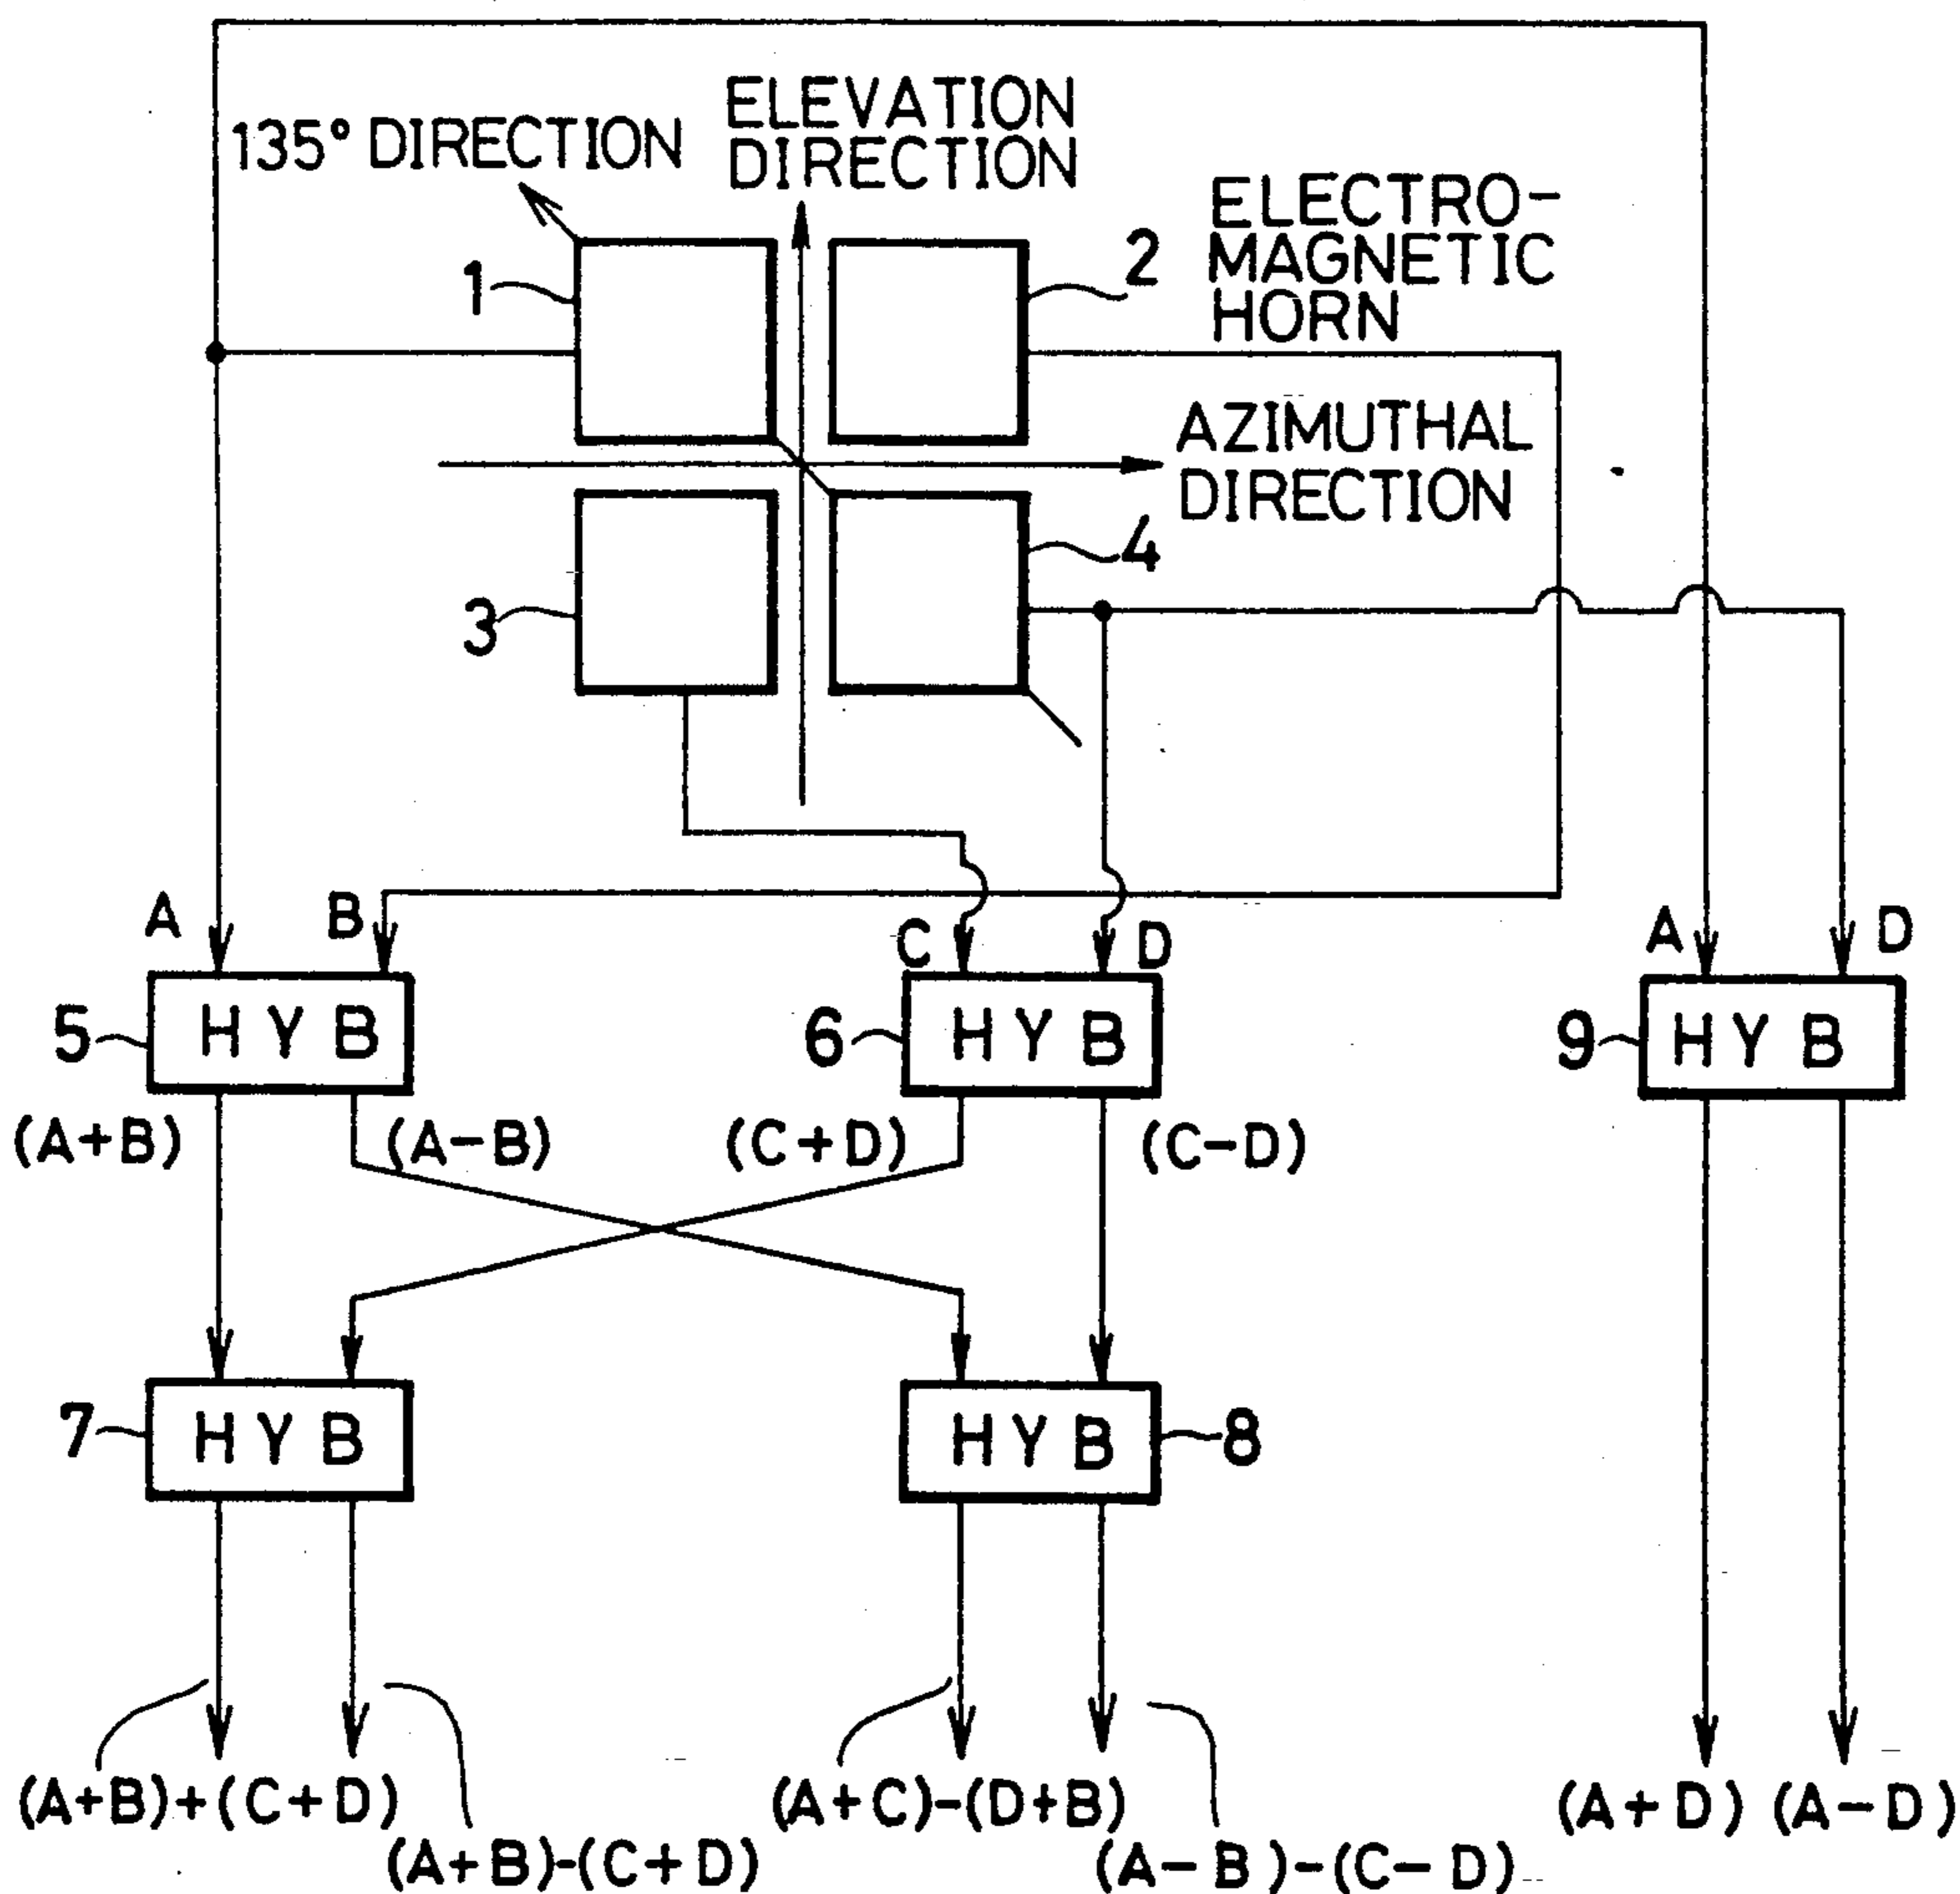 135° DIRECTION
ELEVATION
DIRECTION
ELECTRO-
MAGNETIC
HORN
1
2
AZIMUTHAL
DIRECTION
3
4
A
B
C
D
A
D
5
HYB
6
HYB
9
HYB
(A+B)
(A-B)
(C+D)
(C-D)
7
HYB
HYB
8
(A+B)+(C+D)
(A+B)-(C+D)
(A+C)-(D+B)
(A-B)-(C-D)
(A+D)
(A-D)